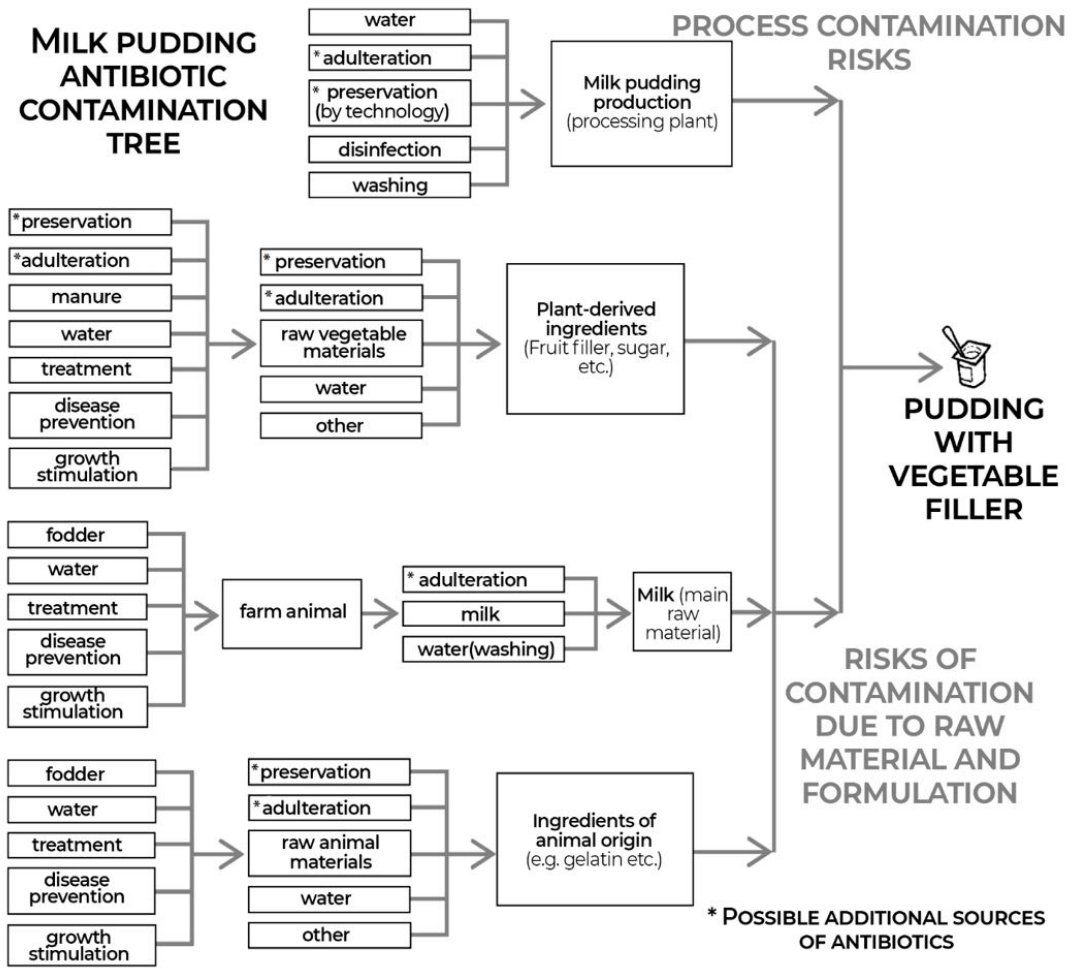 MILK PUDDING
ANTIBIOTIC
CONTAMINATION
TREE
water
*adulteration
*preservation
(by technology)
disinfection
washing
Milk pudding
production
(processing plant)
PROCESS CONTAMINATION
RISKS
*preservation
*adulteration
manure
water
treatment
disease
prevention
growth
stimulation
*preservation
*adulteration
raw vegetable
materials
water
other
Plant-derived
ingredients
(Fruit filler, sugar,
etc.)
PUDDING
WITH
VEGETABLE
FILLER
fodder
water
treatment
disease
prevention
growth
stimulation
farm animal
*adulteration
milk
water(washing)
Milk (main
raw
material)
RISKS OF
CONTAMINATION
DUE TO RAW
MATERIAL AND
FORMULATION
fodder
water
treatment
disease
prevention
growth
stimulation
*preservation
*adulteration
raw animal
materials
water
other
Ingredients of
animal origin
(e.g. gelatin etc.)
* POSSIBLE ADDITIONAL SOURCES
OF ANTIBIOTICS